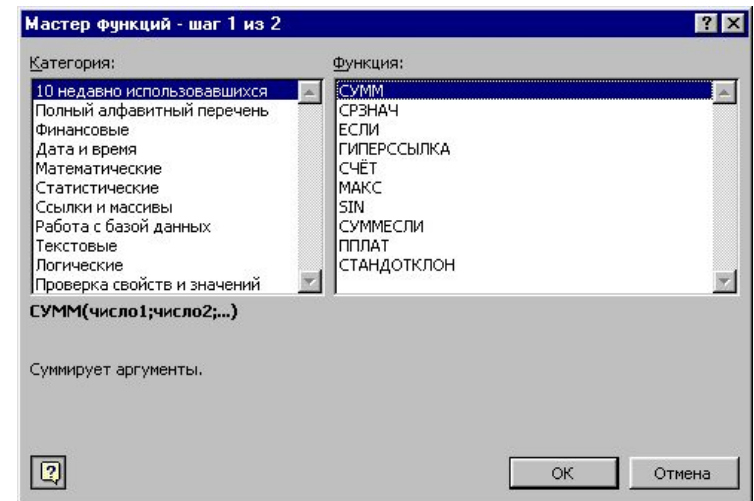 Мастер функций - шаг 1 из 2
Категория:
10 недавно использовавшихся
Полный алфавитный перечень
Финансовые
Дата и время
Математические
Статистические
Ссылки и массивы
Работа с базой данных
Текстовые
Логические
Проверка свойств и значений
Функция:
СУММ
СРЗНАЧ
ЕСЛИ
ГИПЕРССЫЛКА
СЧЁТ
МАКС
SIN
СУММЕСЛИ
ППЛАТ
СТАНДОТКЛОН
СУММ(число1;число2;...)
Суммирует аргументы.
ОК
Отмена